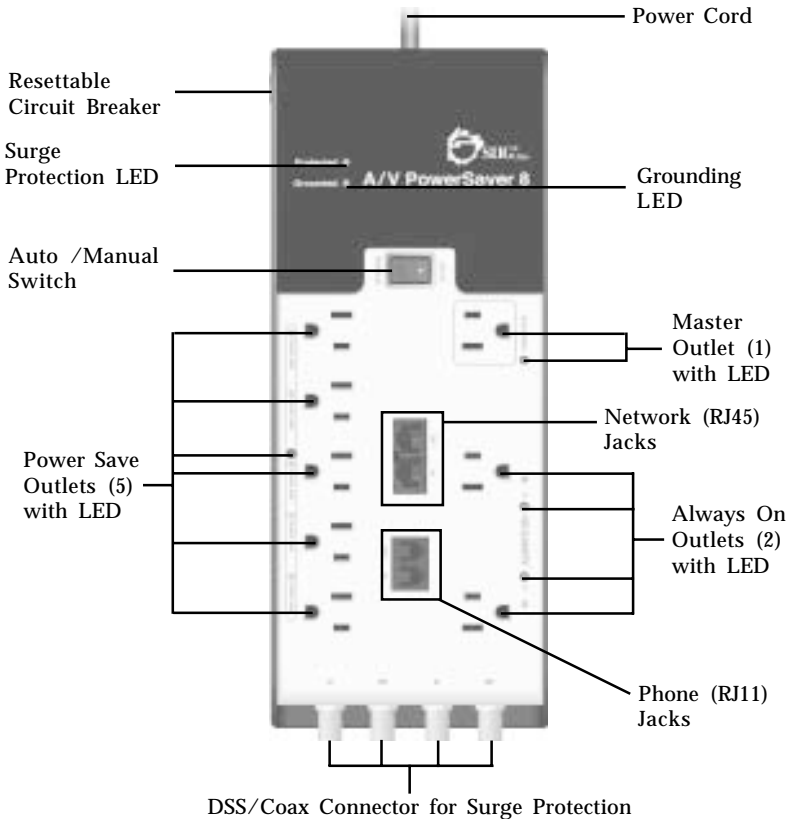 Power Cord
Resettable
Circuit Breaker
Surge
Protection LED
Protected
Grounded
A/V PowerSaver 8
Grounding
LED
Auto /Manual
Switch
Master
Outlet (1)
with LED
Network (RJ45)
Jacks
Power Save
Outlets (5)
with LED
Always On
Outlets (2)
with LED
Phone (RJ11)
Jacks
DSS/Coax Connector for Surge Protection